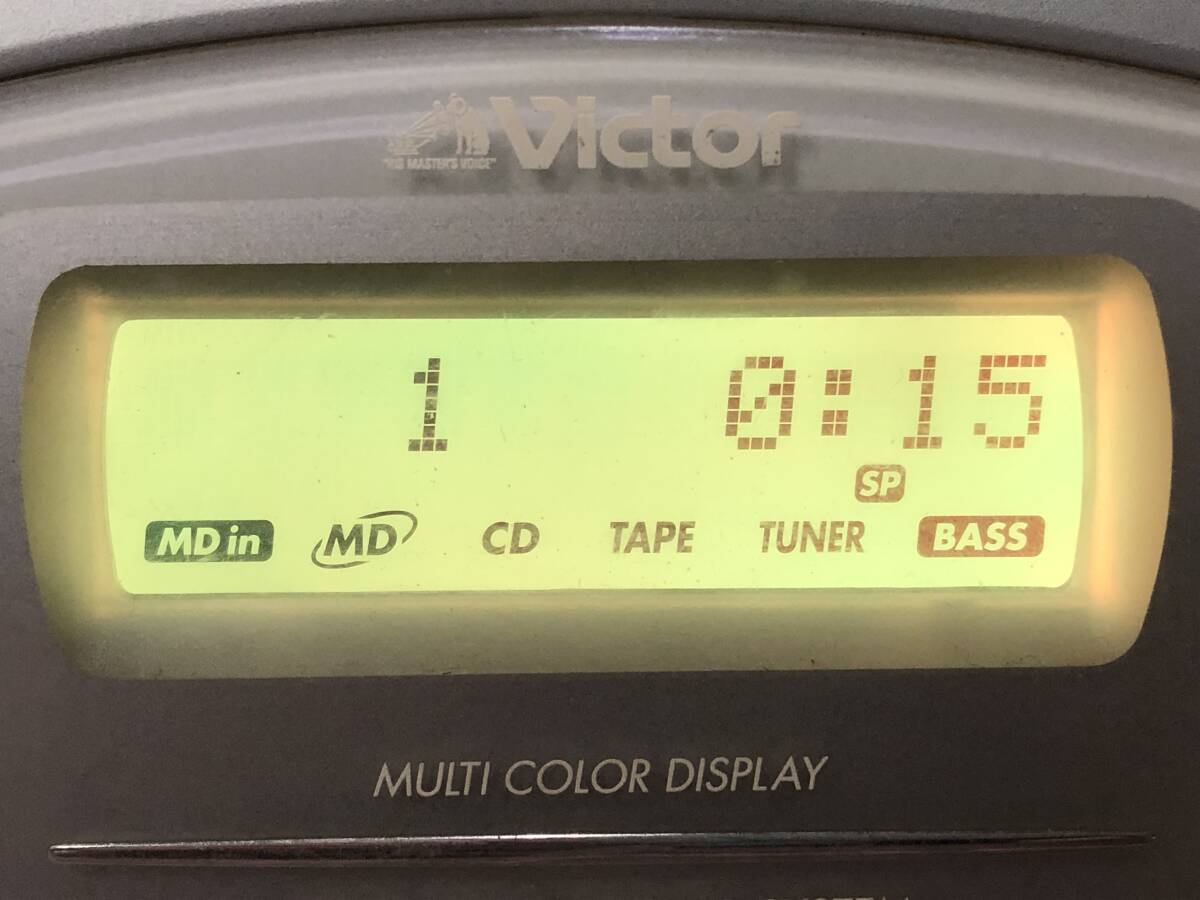 "HIS MASTER'S VOICE" Victor
1 0:15
SP
MD in MD CD TAPE TUNER BASS
MULTI COLOR DISPLAY